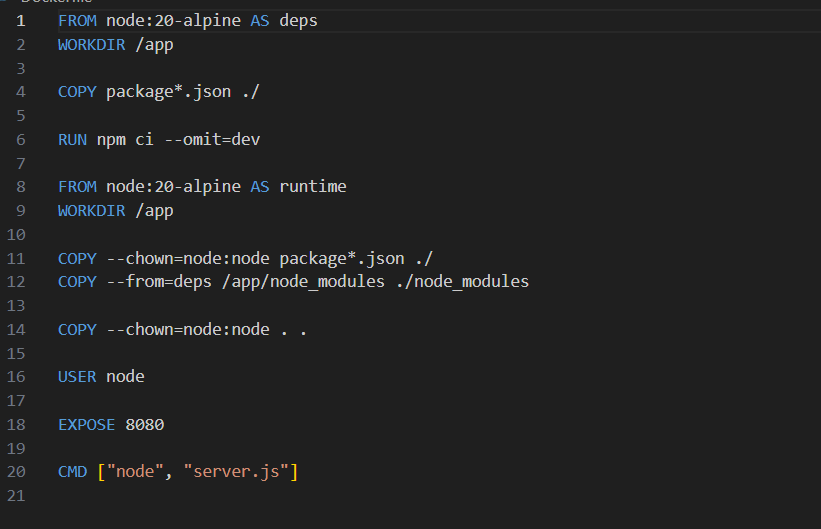 1 FROM node:20-alpine AS deps
2 WORKDIR /app
3
4 COPY package*.json ./
5
6 RUN npm ci --omit=dev
7
8 FROM node:20-alpine AS runtime
9 WORKDIR /app
10
11 COPY --chown=node:node package*.json ./
12 COPY --from=deps /app/node_modules ./node_modules
13
14 COPY --chown=node:node . .
15
16 USER node
17
18 EXPOSE 8080
19
20 CMD ["node", "server.js"]
21